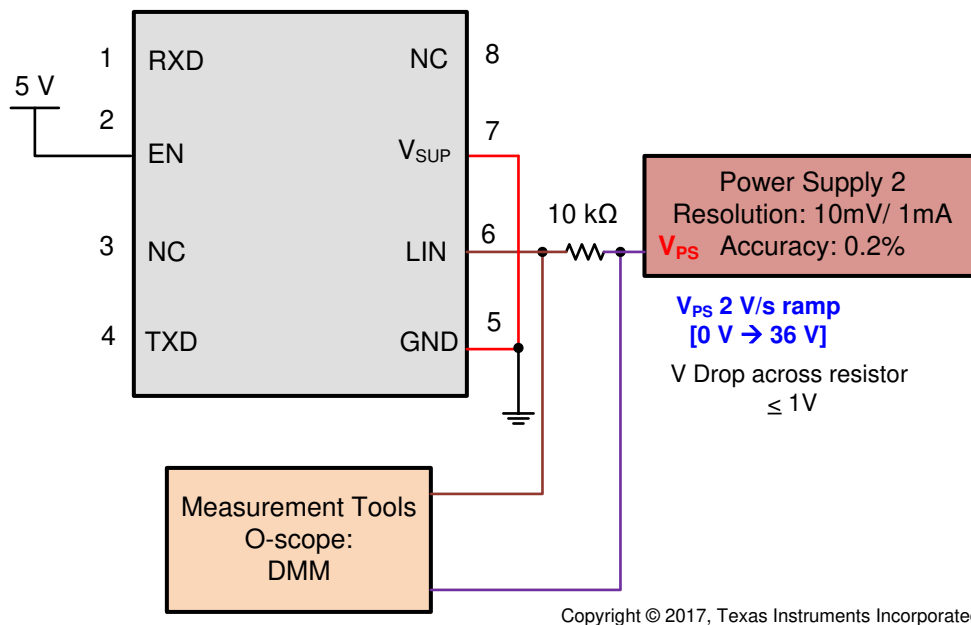 1 RXD NC 8
5 V
2
EN VSUP 7
3 NC LIN 6
10 kΩ
4 TXD GND 5
Power Supply 2
Resolution: 10mV/ 1mA
VPS Accuracy: 0.2%
VPS 2 V/s ramp
[0 V → 36 V]
V Drop across resistor
≤ 1V
Measurement Tools
O-scope:
DMM
Copyright © 2017, Texas Instruments Incorporate